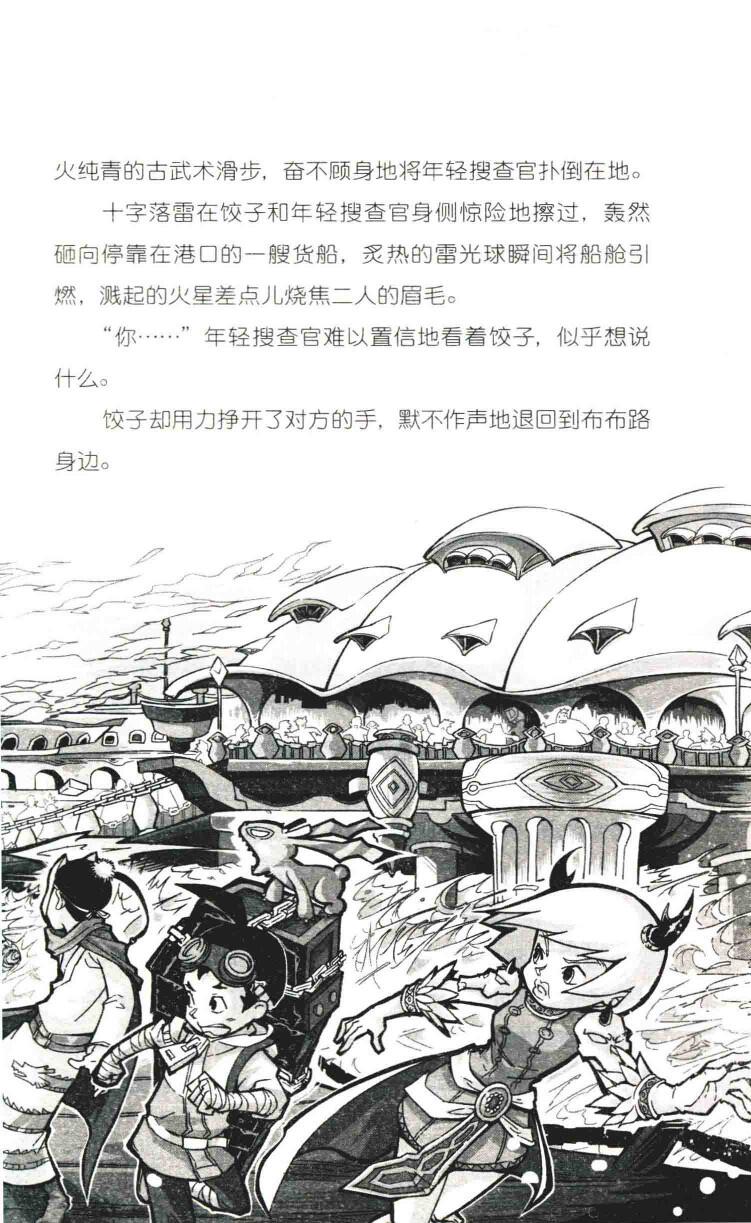 火纯青的古武术滑步，奋不顾身地将年轻搜查官扑倒在地。
十字落雷在饺子和年轻搜查官身侧惊险地擦过，轰然
砸向停靠在港口的一艘货船，炙热的雷光球瞬间将船舱引
燃，溅起的火星差点儿烧焦二人的眉毛。
“你……”年轻搜查官难以置信地看着饺子，似乎想说
什么。
饺子却用力挣开了对方的手，默不作声地退回到布布路
身边。